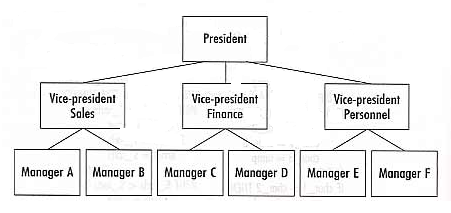 President
Vice-president
Sales
Vice-president
Finance
Vice-president
Personnel
Manager A
Manager B
Manager C
Manager D
Manager E
Manager F